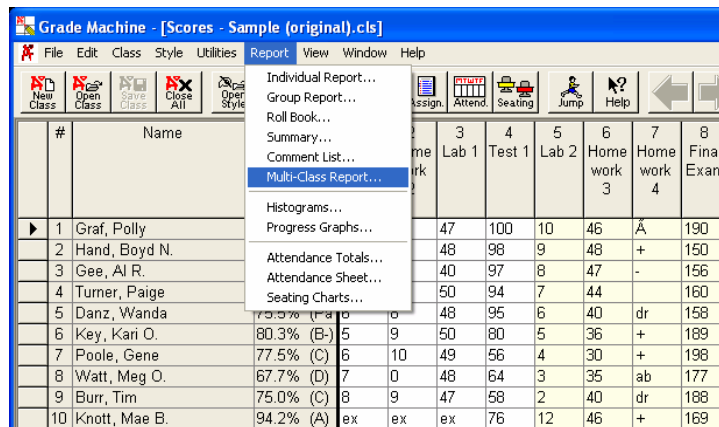 Grade Machine - [Scores - Sample (original).cls]
File Edit Class Style Utilities Report View Window Help
New Class Open Class Save Class Close All Open Style Assign. Attend. Seating Jump Help
Individual Report...
Group Report...
Roll Book...
Summary...
Comment List...
Multi-Class Report...
Histograms...
Progress Graphs...
Attendance Totals...
Attendance Sheet...
Seating Charts...
# Name 3 4 5 6 7 8
Lab 1 Test 1 Lab 2 Home Home Fina
work work Exan
3 4
1 Graf, Polly 47 100 10 46 Ã 190
2 Hand, Boyd N. 48 98 9 48 + 150
3 Gee, Al R. 40 97 8 47 - 156
4 Turner, Paige 50 94 7 44 160
5 Danz, Wanda 75.5% (Pa 6 8 48 95 6 40 dr 158
6 Key, Kari O. 80.3% (B-) 5 9 50 80 5 36 + 189
7 Poole, Gene 77.5% (C) 6 10 49 56 4 30 + 198
8 Watt, Meg O. 67.7% (D) 7 0 48 64 3 35 ab 177
9 Burr, Tim 75.0% (C) 8 9 47 58 2 40 dr 188
10 Knott, Mae B. 94.2% (A) ex ex ex 76 12 46 + 169